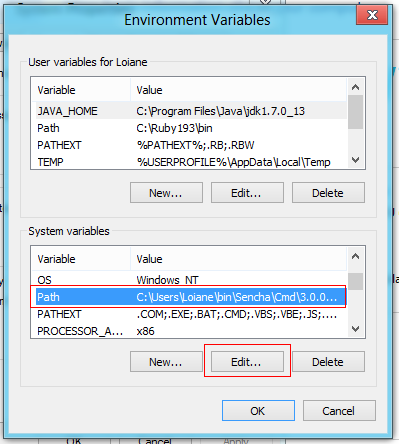 Environment Variables
User variables for Loiane
Variable Value
JAVA_HOME C:\Program Files\Java\jdk1.7.0_13
Path C:\Ruby193\bin
PATHEXT %PATHEXT%;.RB;.RBW
TEMP %USERPROFILE%\AppData\Local\Temp
New... Edit... Delete
System variables
Variable Value
OS Windows_NT
Path C:\Users\Loiane\bin\Sencha\Cmd\3.0.0...
PATHEXT .COM;.EXE;.BAT;.CMD;.VBS;.VBE;.JS;....
PROCESSOR_A... x86
New... Edit... Delete
OK Cancel
OK Cancel Apply